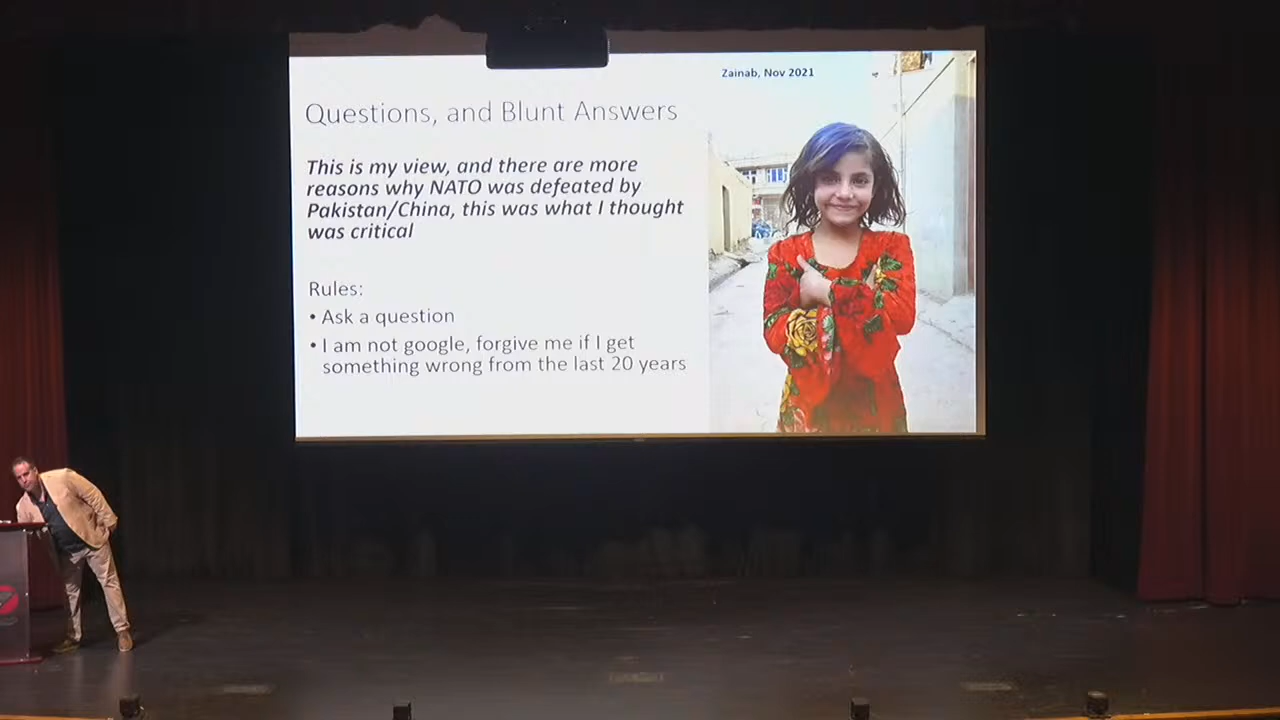 Zainab, Nov 2021
Questions, and Blunt Answers
This is my view, and there are more
reasons why NATO was defeated by
Pakistan/China, this was what I thought
was critical
Rules:
• Ask a question
• I am not google, forgive me if I get
something wrong from the last 20 years